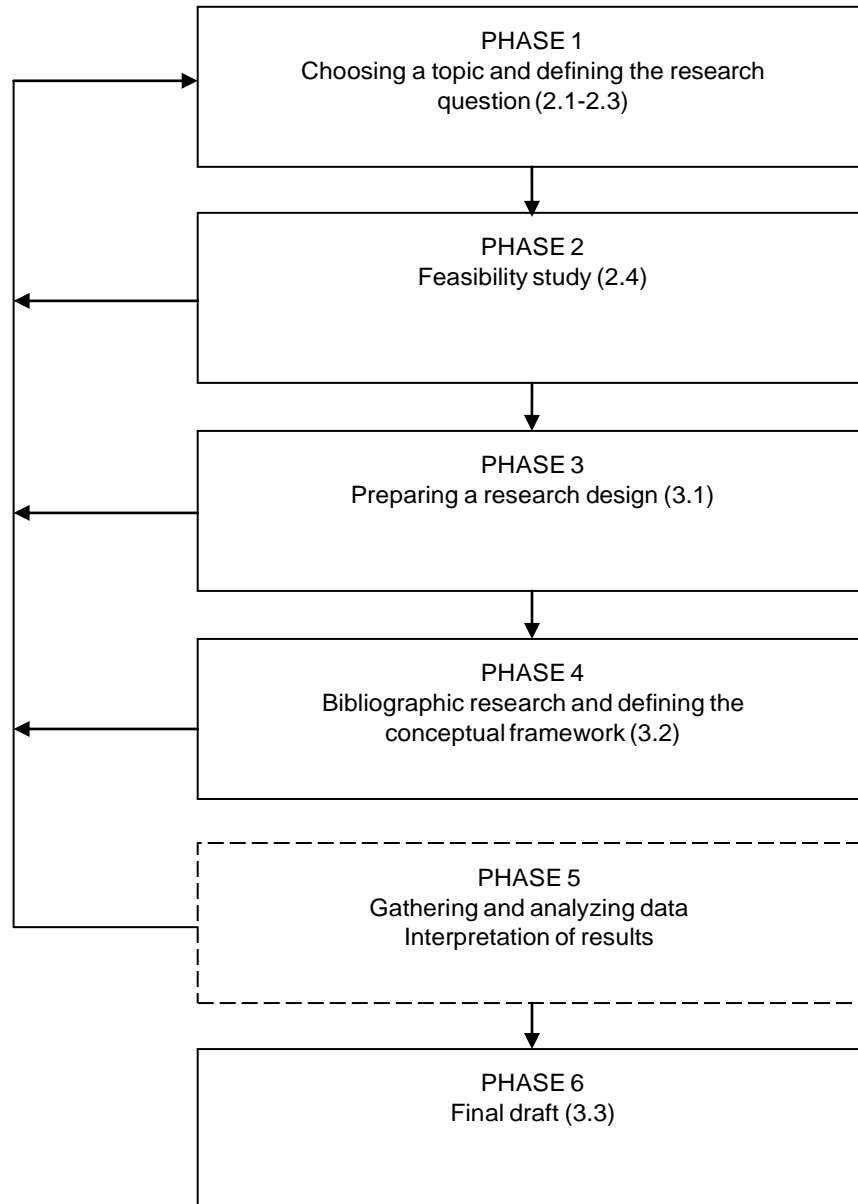 PHASE 1
Choosing a topic and defining the research
question (2.1-2.3)
PHASE 2
Feasibility study (2.4)
PHASE 3
Preparing a research design (3.1)
PHASE 4
Bibliographic research and defining the
conceptual framework (3.2)
PHASE 5
Gathering and analyzing data
Interpretation of results
PHASE 6
Final draft (3.3)